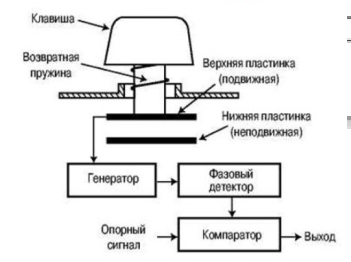 Клавиша
Возвратная
пружина
Верхняя пластинка
(подвижная)
Нижняя пластинка
(неподвижная)
Генератор
Фазовый
детектор
Опорный
сигнал
Компаратор
Выход